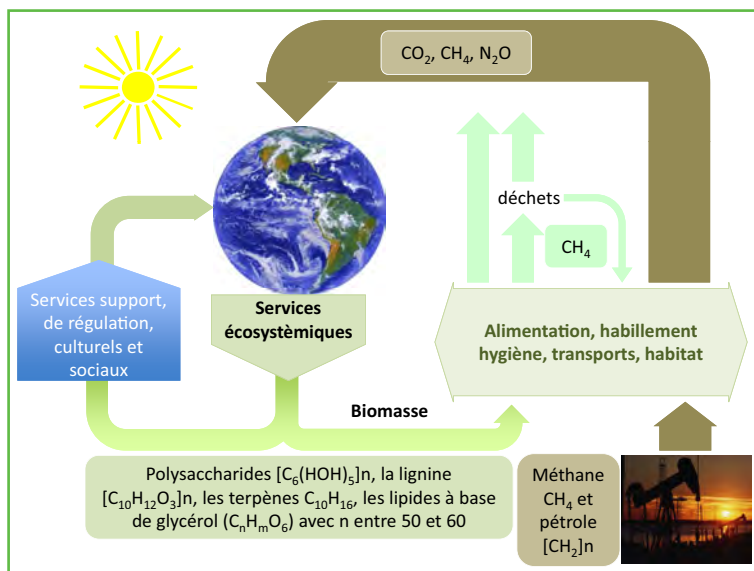 CO₂, CH₄, N₂O
déchets
CH₄
Services support,
de régulation,
culturels et
sociaux
Services
écosystèmiques
Alimentation, habillement
hygiène, transports, habitat
Biomasse
Polysaccharides [C₆(HOH)₅]n, la lignine
[C₁₀H₁₂O₃]n, les terpènes C₁₀H₁₆, les lipides à base
de glycérol (CₙHₘO₆) avec n entre 50 et 60
Méthane
CH₄ et
pétrole
[CH₂]n